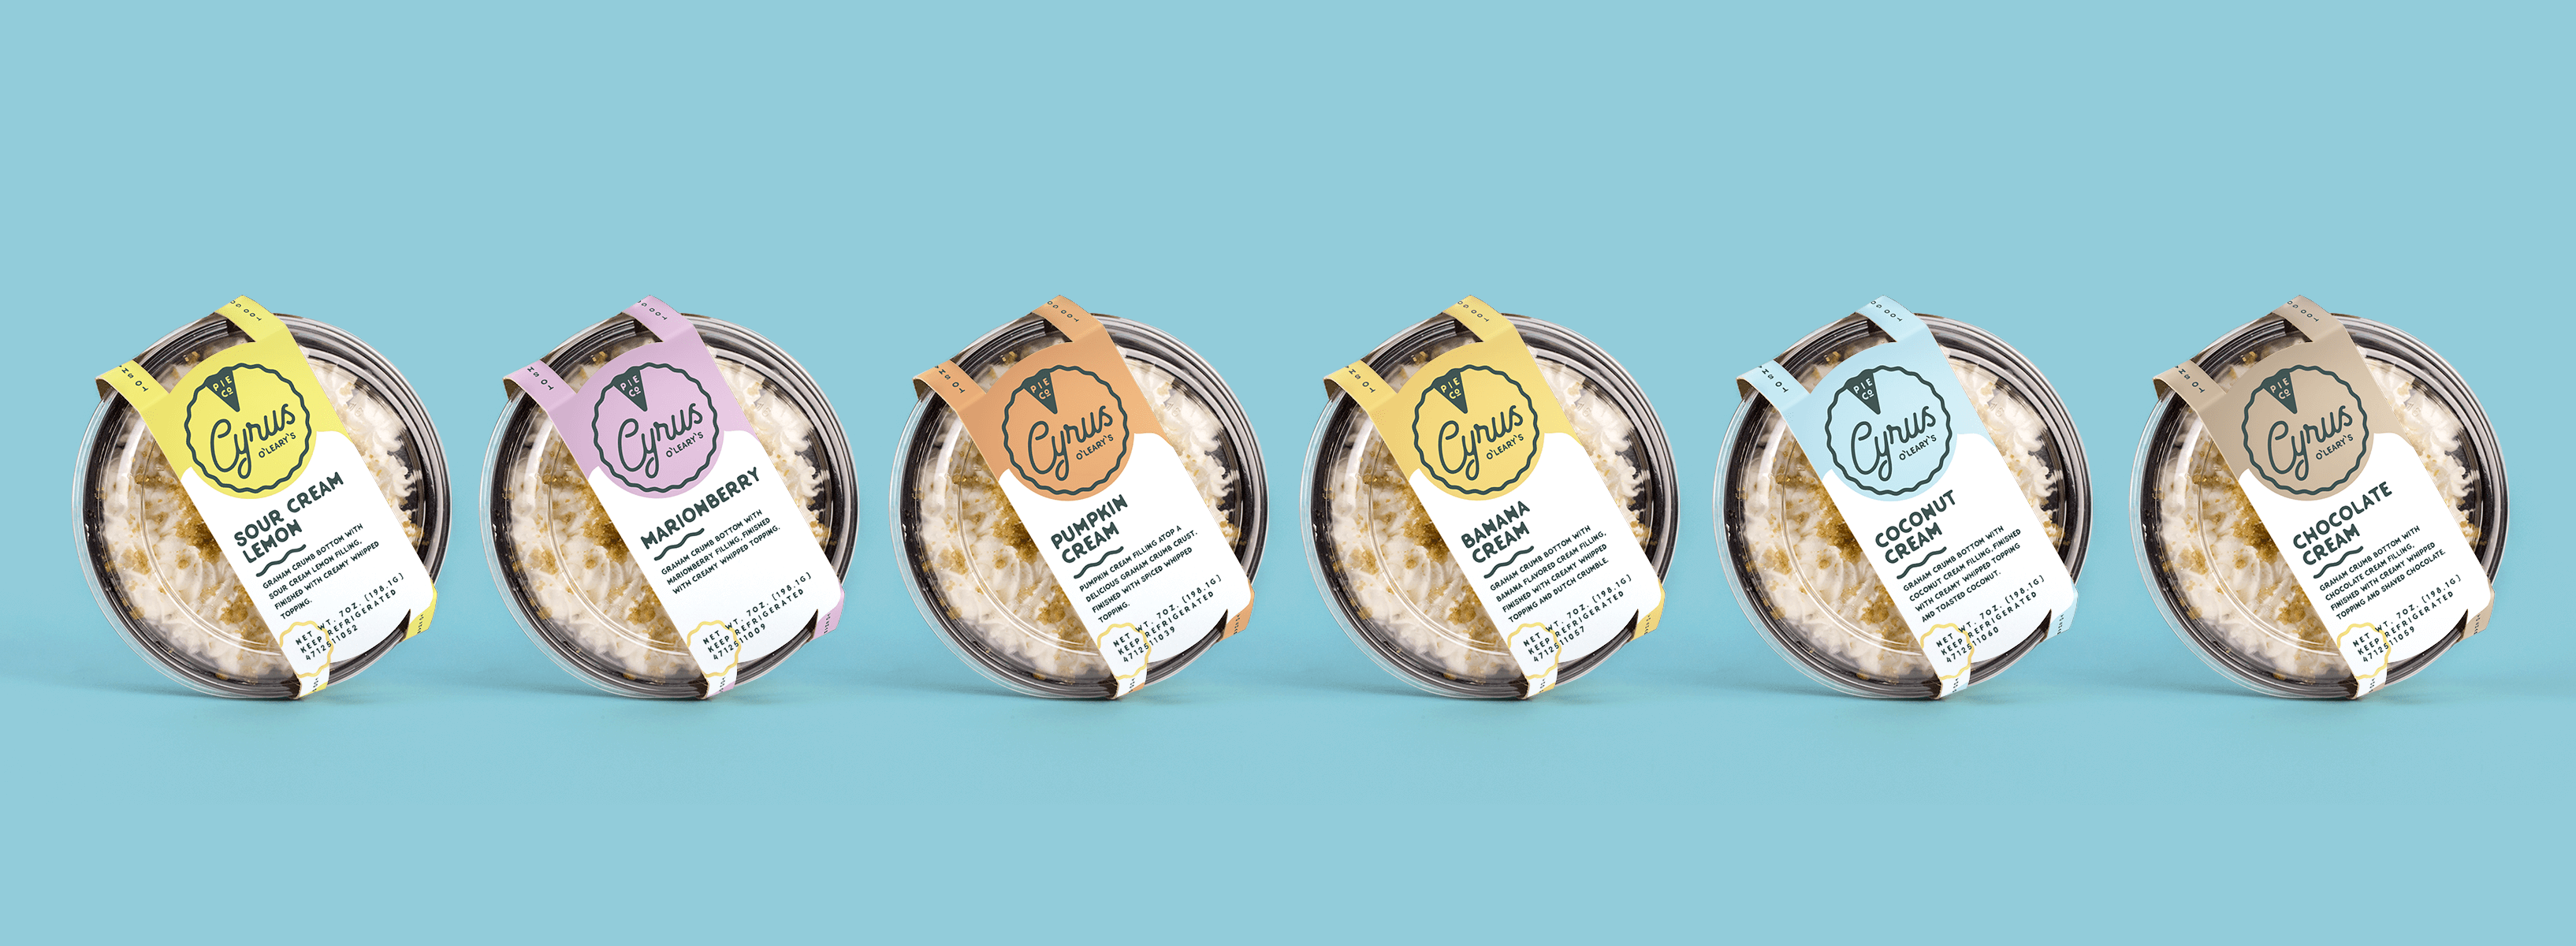 PIE
CO
Cyrus
O'LEARY'S
SOUR CREAM
LEMON
GRAHAM CRUMB BOTTOM WITH
SOUR CREAM LEMON FILLING,
FINISHED WITH CREAMY WHIPPED
TOPPING.
NET WT. 7OZ. (198.1G)
KEEP REFRIGERATED
4712511052
PIE
CO
Cyrus
O'LEARY'S
MARIONBERRY
GRAHAM CRUMB BOTTOM WITH
MARIONBERRY FILLING, FINISHED
WITH CREAMY WHIPPED TOPPING.
NET WT. 7OZ. (198.1G)
KEEP REFRIGERATED
4712511009
PIE
CO
Cyrus
O'LEARY'S
PUMPKIN
CREAM
PUMPKIN CREAM FILLING ATOP A
DELICIOUS GRAHAM CRUMB CRUST.
FINISHED WITH SPICED WHIPPED
TOPPING.
NET WT. 7OZ. (198.1G)
KEEP REFRIGERATED
4712511039
PIE
CO
Cyrus
O'LEARY'S
BANANA
CREAM
GRAHAM CRUMB BOTTOM WITH
BANANA FLAVORED CREAM FILLING,
FINISHED WITH CREAMY WHIPPED
TOPPING AND DUTCH CRUMBLE.
NET WT. 7OZ. (198.1G)
KEEP REFRIGERATED
4712511057
PIE
CO
Cyrus
O'LEARY'S
COCONUT
CREAM
GRAHAM CRUMB BOTTOM WITH
COCONUT CREAM FILLING. FINISHED
WITH CREAMY WHIPPED TOPPING
AND TOASTED COCONUT.
NET WT. 7OZ. (198.1G)
KEEP REFRIGERATED
4712511060
PIE
CO
Cyrus
O'LEARY'S
CHOCOLATE
CREAM
GRAHAM CRUMB BOTTOM WITH
CHOCOLATE CREAM FILLING,
FINISHED WITH CREAMY WHIPPED
TOPPING AND SHAVED CHOCOLATE.
NET WT. 7OZ. (198.1G)
KEEP REFRIGERATED
4712511059